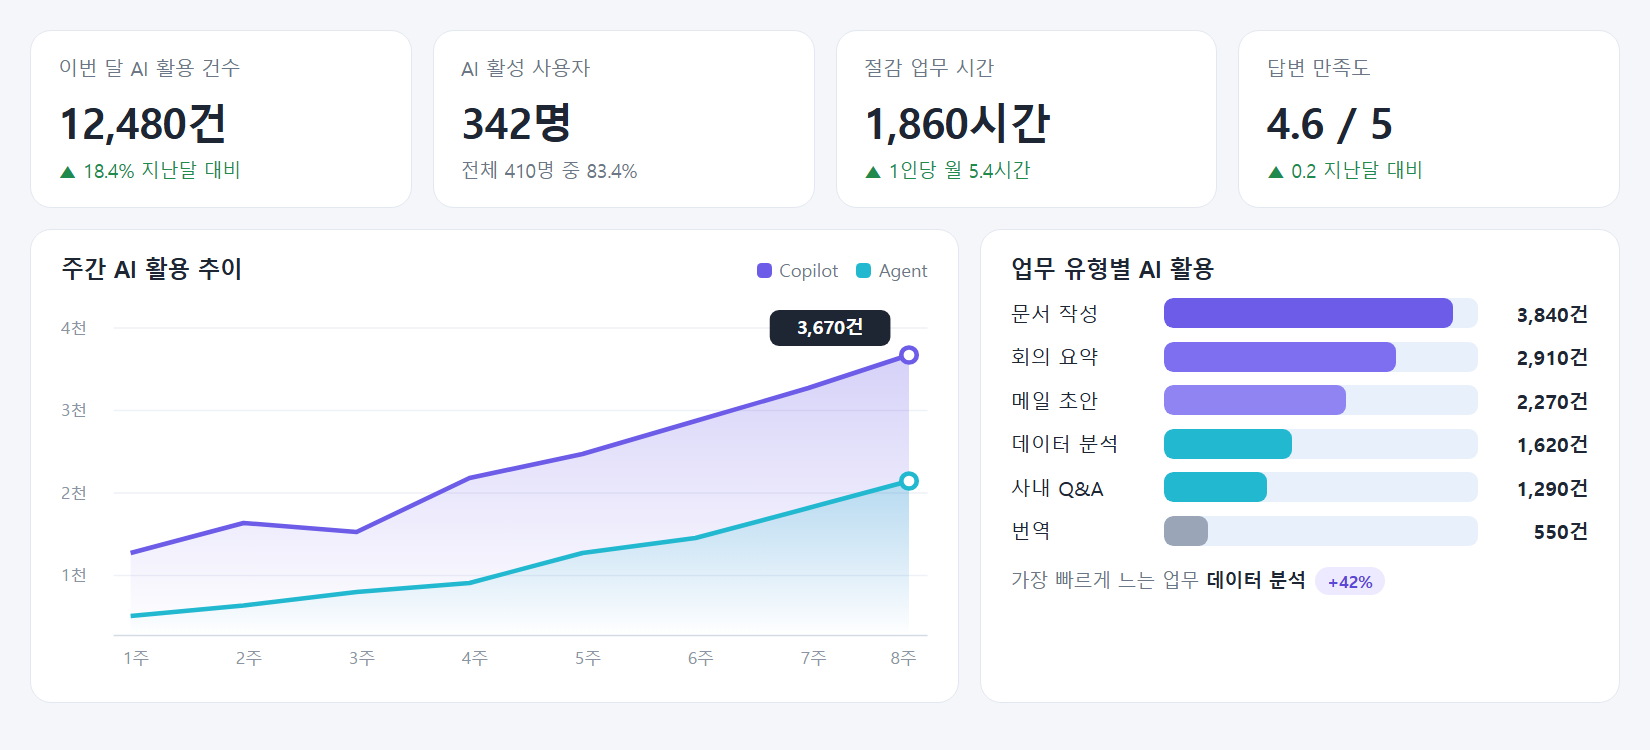 이번 달 AI 활용 건수
12,480건
▲ 18.4% 지난달 대비
AI 활성 사용자
342명
전체 410명 중 83.4%
절감 업무 시간
1,860시간
▲ 1인당 월 5.4시간
답변 만족도
4.6 / 5
▲ 0.2 지난달 대비
주간 AI 활용 추이
Copilot Agent
3,670건
4천
3천
2천
1천
1주 2주 3주 4주 5주 6주 7주 8주
업무 유형별 AI 활용
문서 작성 3,840건
회의 요약 2,910건
메일 초안 2,270건
데이터 분석 1,620건
사내 Q&A 1,290건
번역 550건
가장 빠르게 느는 업무 데이터 분석 +42%